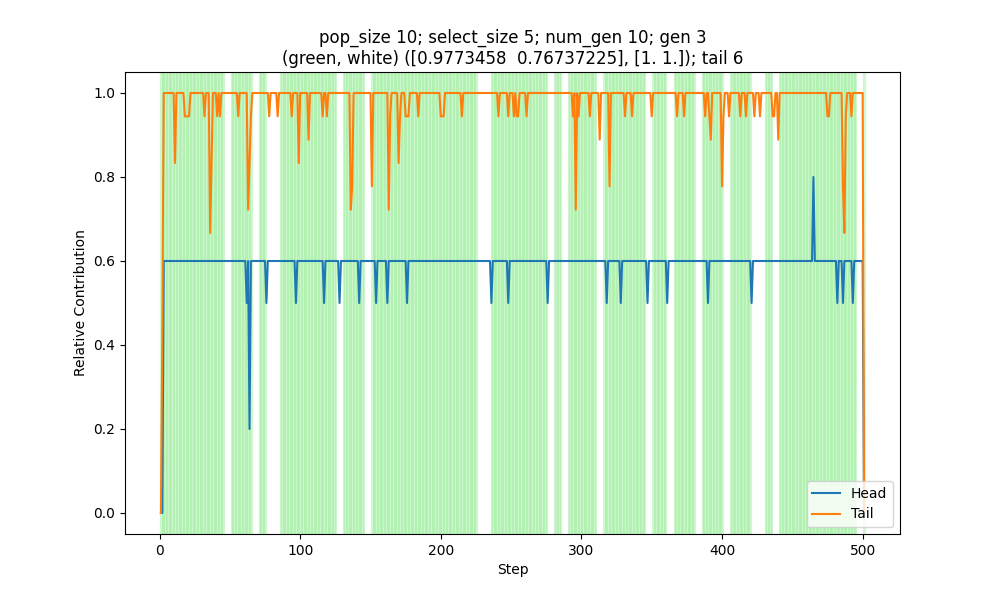 pop_size 10; select_size 5; num_gen 10; gen 3
(green, white) ([0.9773458  0.76737225], [1. 1.]); tail 6
1.0
0.8
0.6
0.4
0.2
0.0
Relative Contribution
0
100
200
300
400
500
Step
Head
Tail